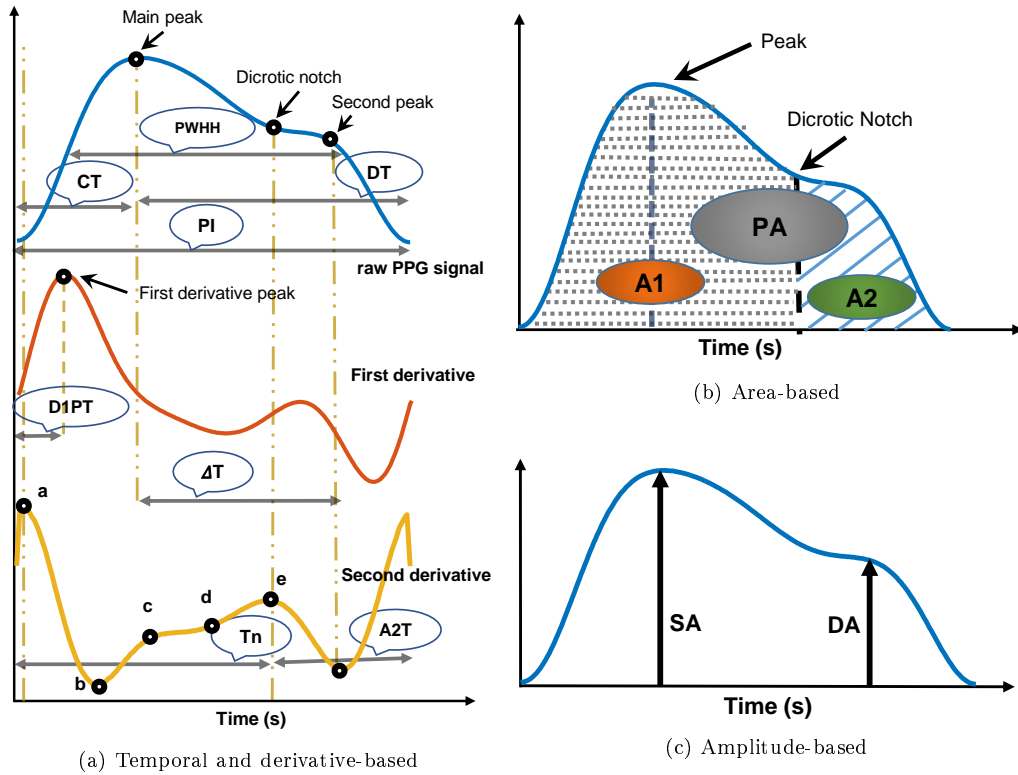 Main peak
Dicrotic notch
Second peak
PWHH
CT
DT
PI
raw PPG signal
First derivative peak
First derivative
D1PT
ΔT
a
Second derivative
e
c
d
Tn
A2T
b
Time (s)
(a) Temporal and derivative-based
Peak
Dicrotic Notch
PA
A1
A2
Time (s)
(b) Area-based
SA
DA
Time (s)
(c) Amplitude-based